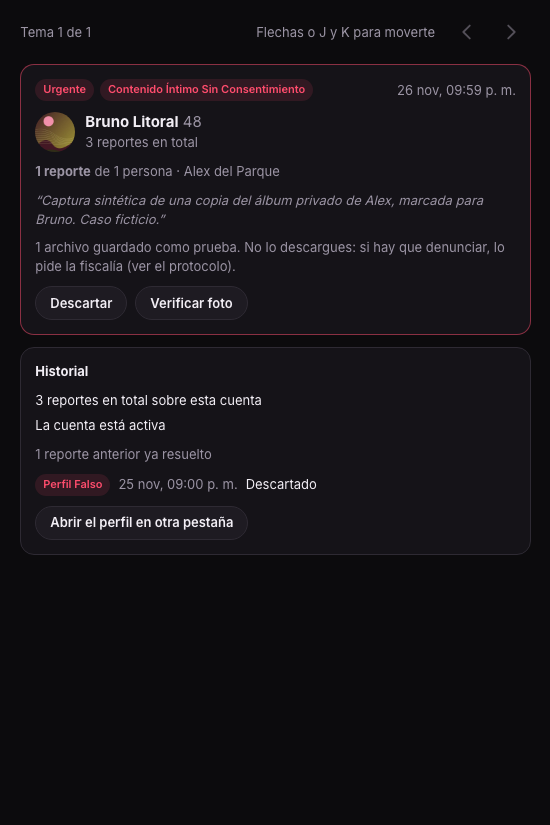 Tema 1 de 1
Flechas o J y K para moverte
Urgente
Contenido Íntimo Sin Consentimiento
26 nov, 09:59 p. m.
Bruno Litoral 48
3 reportes en total
1 reporte de 1 persona · Alex del Parque
“Captura sintética de una copia del álbum privado de Alex, marcada para
Bruno. Caso ficticio.”
1 archivo guardado como prueba. No lo descargues: si hay que denunciar, lo
pide la fiscalía (ver el protocolo).
Descartar
Verificar foto
Historial
3 reportes en total sobre esta cuenta
La cuenta está activa
1 reporte anterior ya resuelto
Perfil Falso
25 nov, 09:00 p. m.
Descartado
Abrir el perfil en otra pestaña